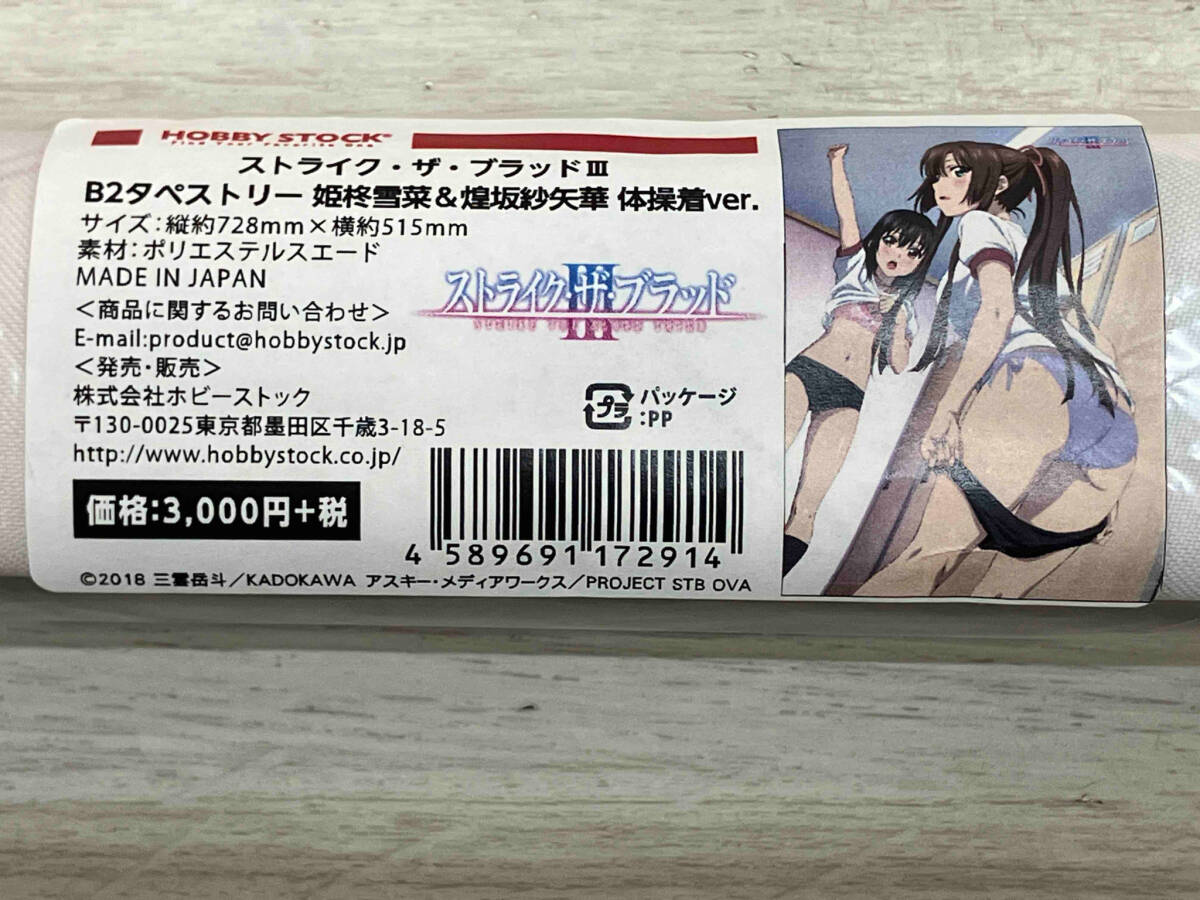 HOBBY STOCK®
Find Your Favorite One
ストライク・ザ・ブラッドⅢ
B2タペストリー 姫柊雪菜&煌坂紗矢華 体操着ver.
サイズ:縦約728mm×横約515mm
素材:ポリエステルスエード
MADE IN JAPAN
<商品に関するお問い合わせ>
E-mail:product@hobbystock.jp
<発売・販売>
株式会社ホビーストック
〒130-0025東京都墨田区千歳3-18-5
http://www.hobbystock.co.jp/
価格:3,000円+税
ストライク・ザ・ブラッド
Ⅲ
STRIKE THE BLOOD
プラ
パッケージ
:PP
4 589691 172914
©2018 三雲岳斗/KADOKAWA アスキー・メディアワークス/PROJECT STB OVA